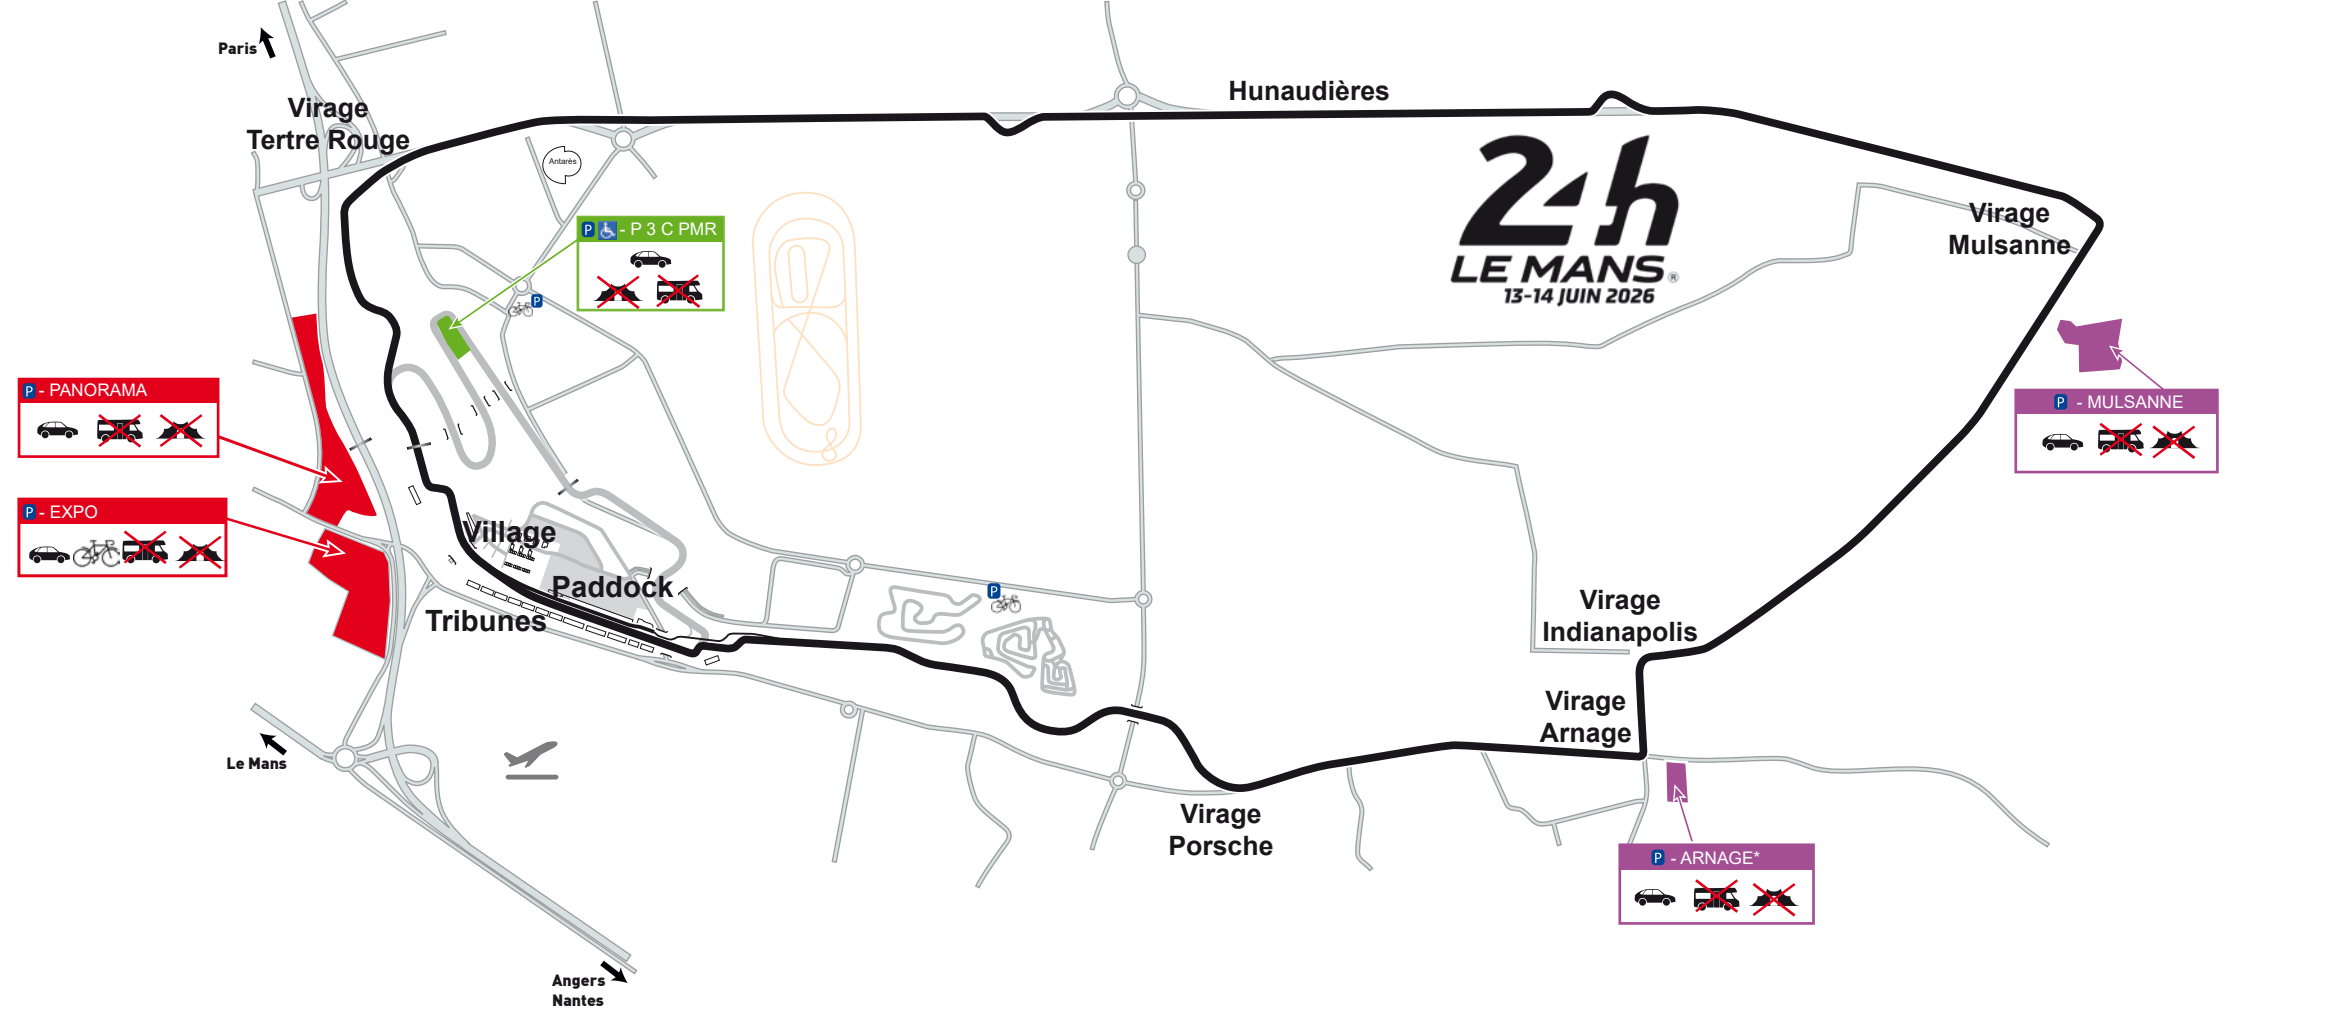 Paris
Virage
Tertre Rouge
Hunaudières
Antarès
24h
LE MANS®
13-14 JUIN 2026
Virage
Mulsanne
P - P 3 C PMR
P
P - PANORAMA
P - MULSANNE
P - EXPO
Village
Paddock
Tribunes
P
Virage
Indianapolis
Virage
Arnage
Le Mans
Virage
Porsche
P - ARNAGE*
Angers
Nantes